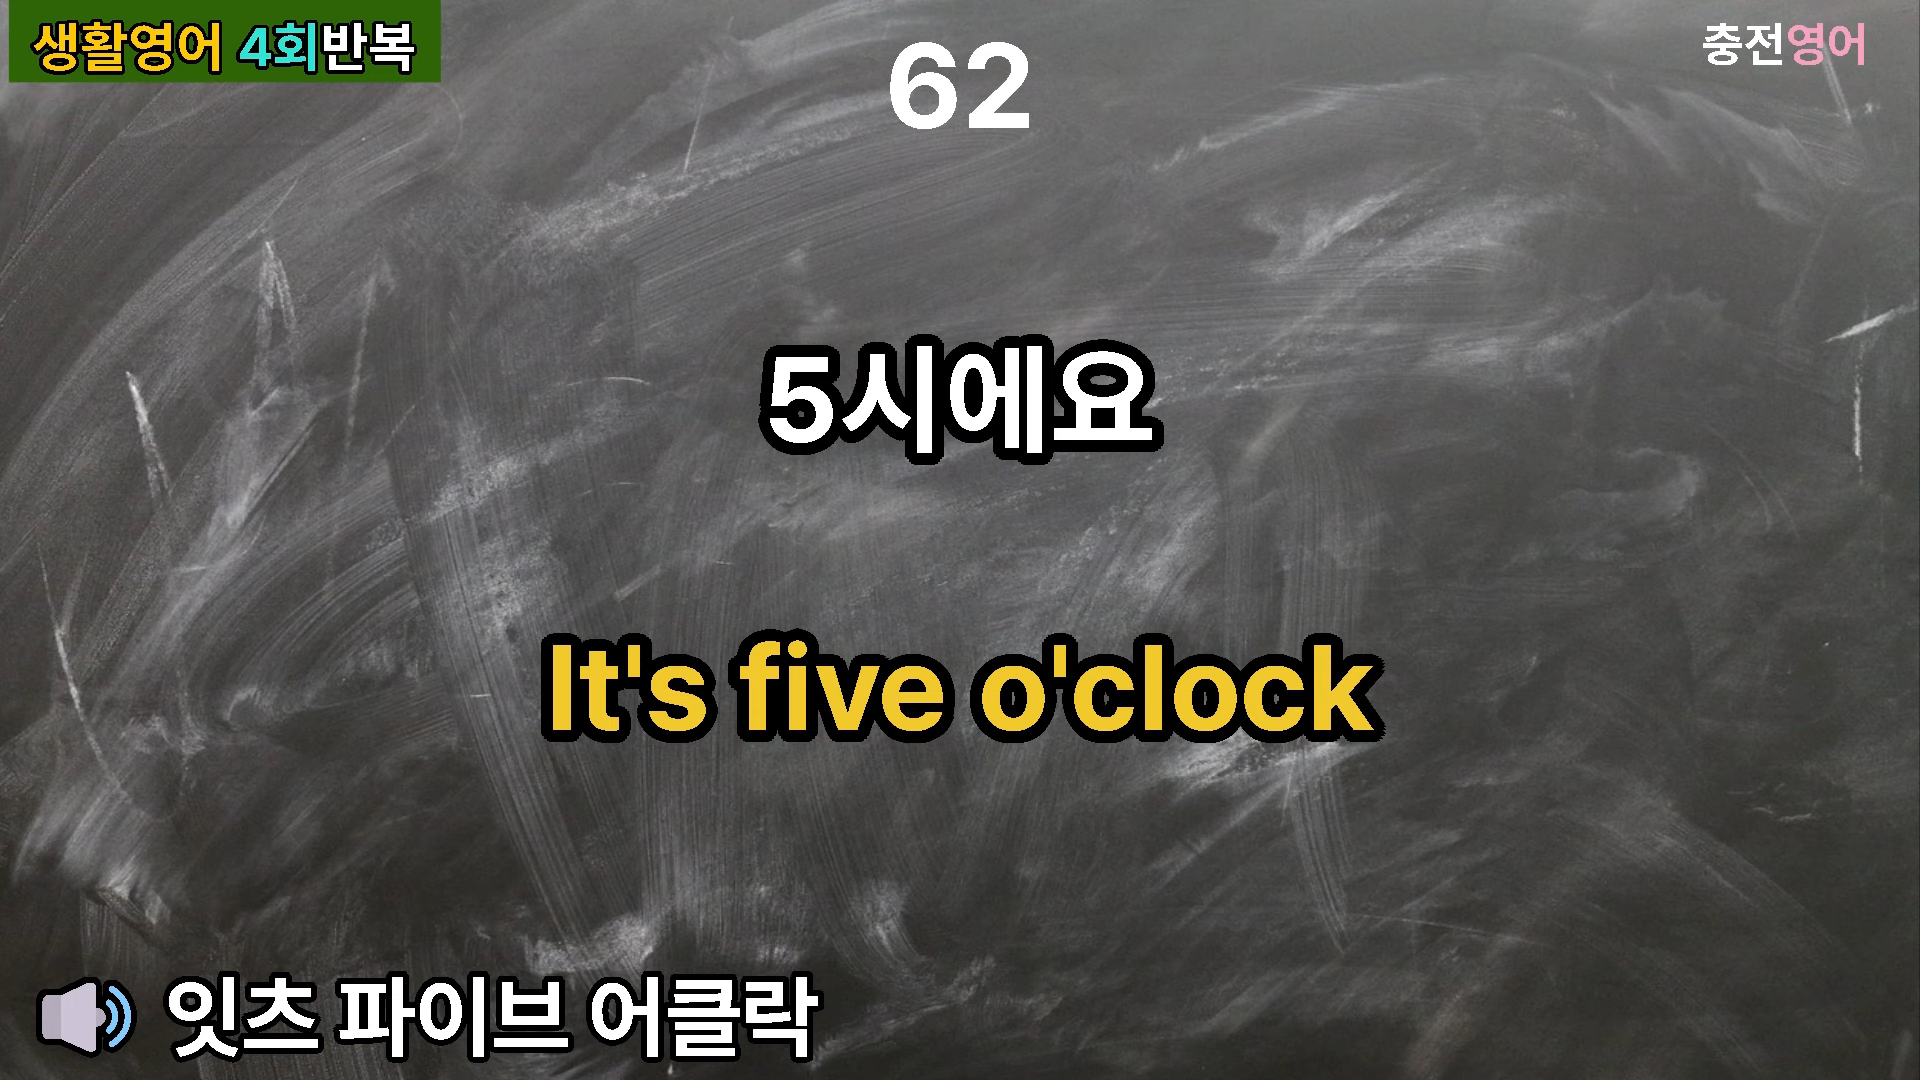 생활영어 4회반복
62
충전영어
5시에요
It's five o'clock
잇츠 파이브 어클락